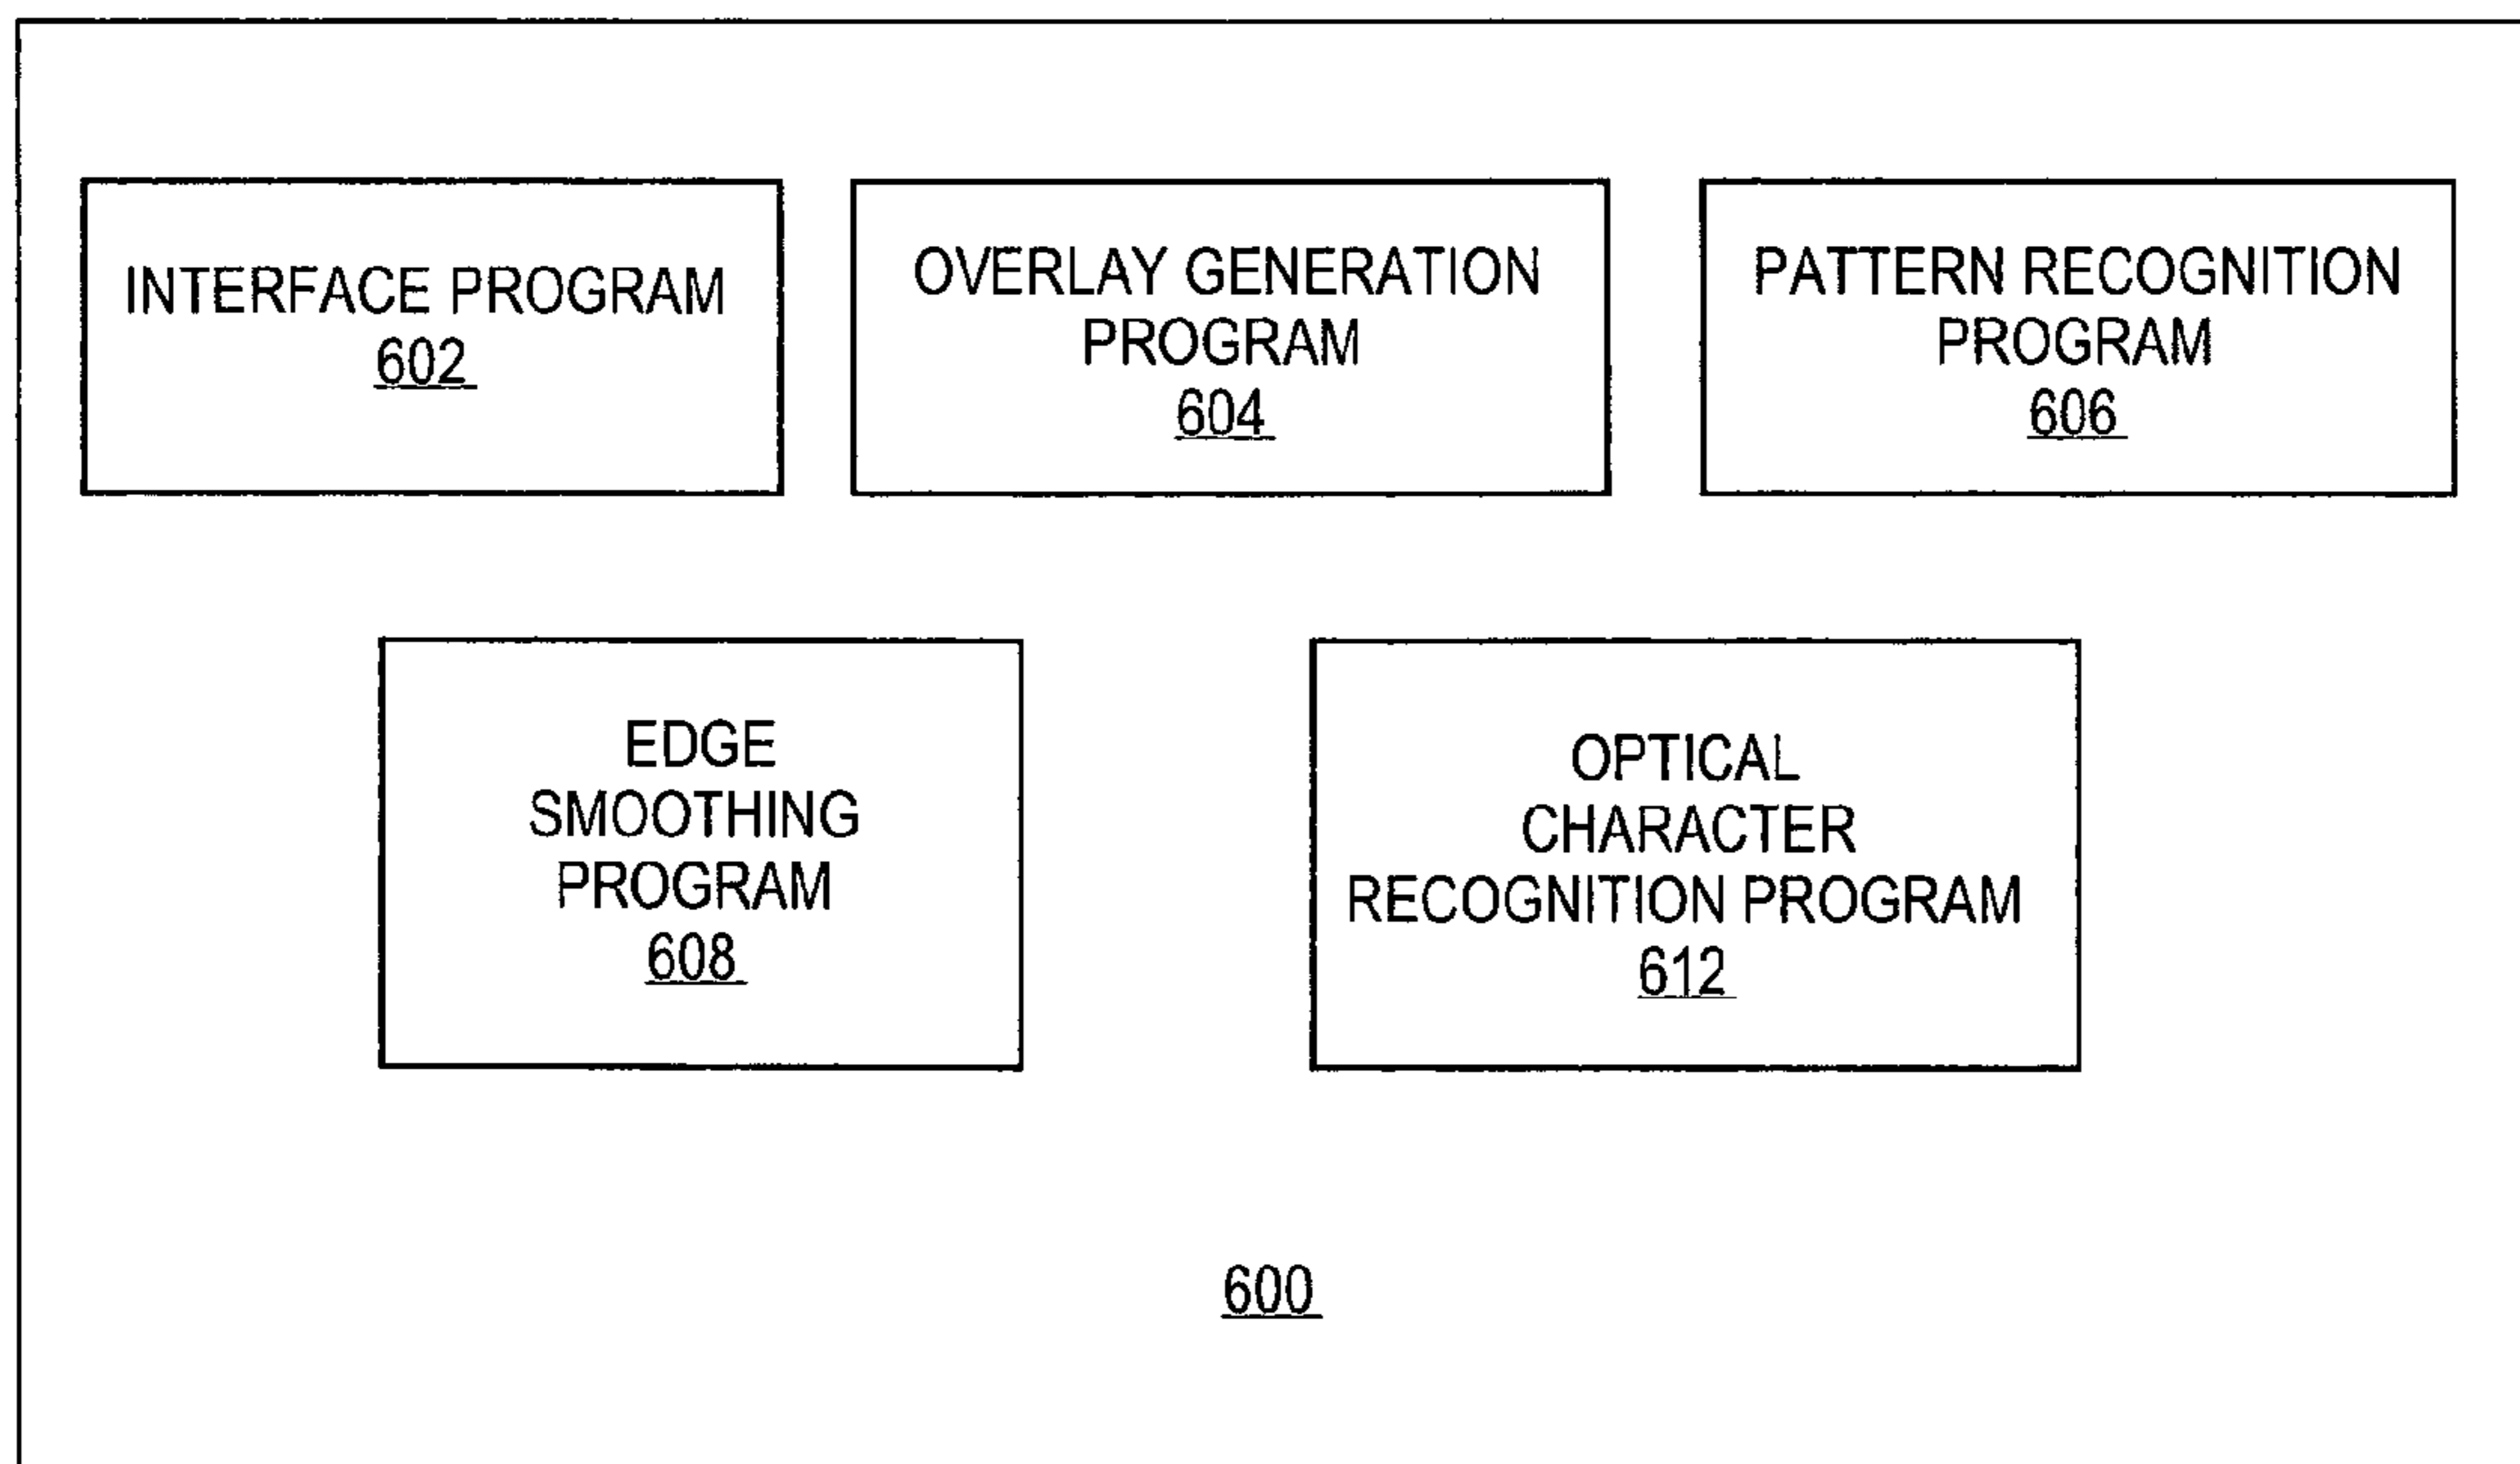 INTERFACE PROGRAM
602
OVERLAY GENERATION
PROGRAM
604
PATTERN RECOGNITION
PROGRAM
606
EDGE
SMOOTHING
PROGRAM
608
OPTICAL
CHARACTER
RECOGNITION PROGRAM
612
600